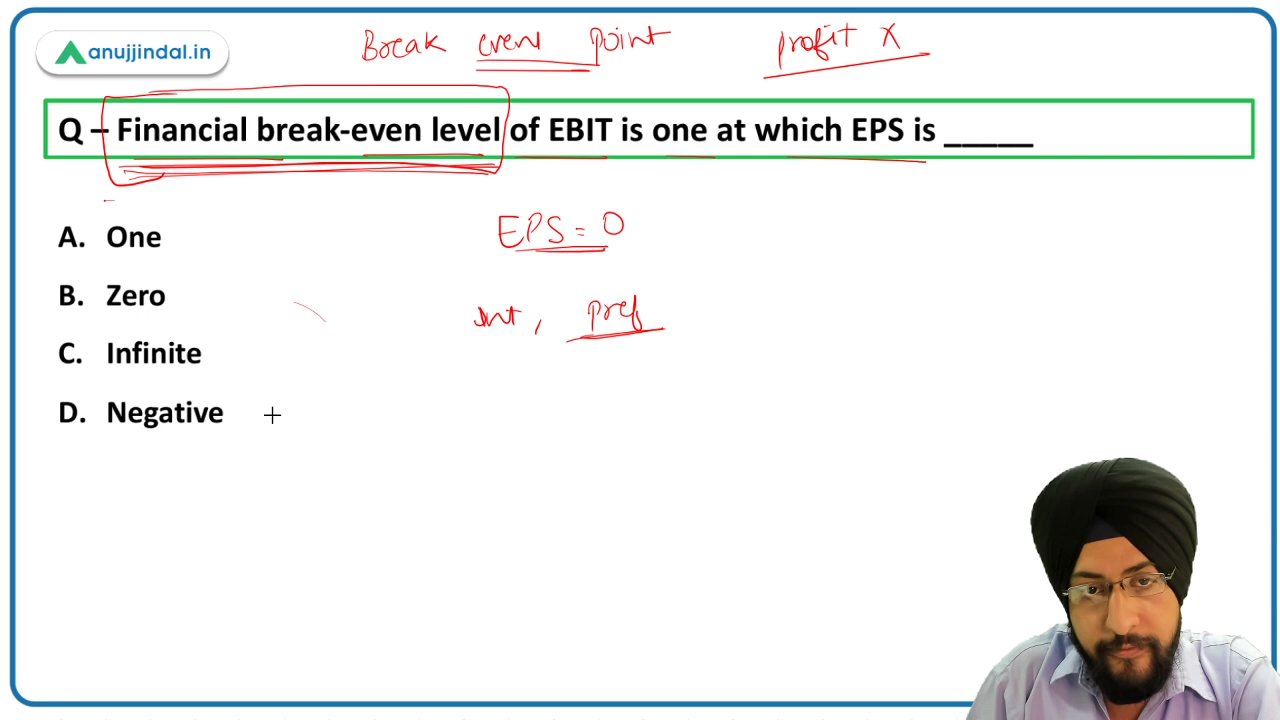 anujjindal.in
Break even point profit X
Q – Financial break-even level of EBIT is one at which EPS is _____
A. One
EPS = 0
B. Zero
Int, pref
C. Infinite
D. Negative